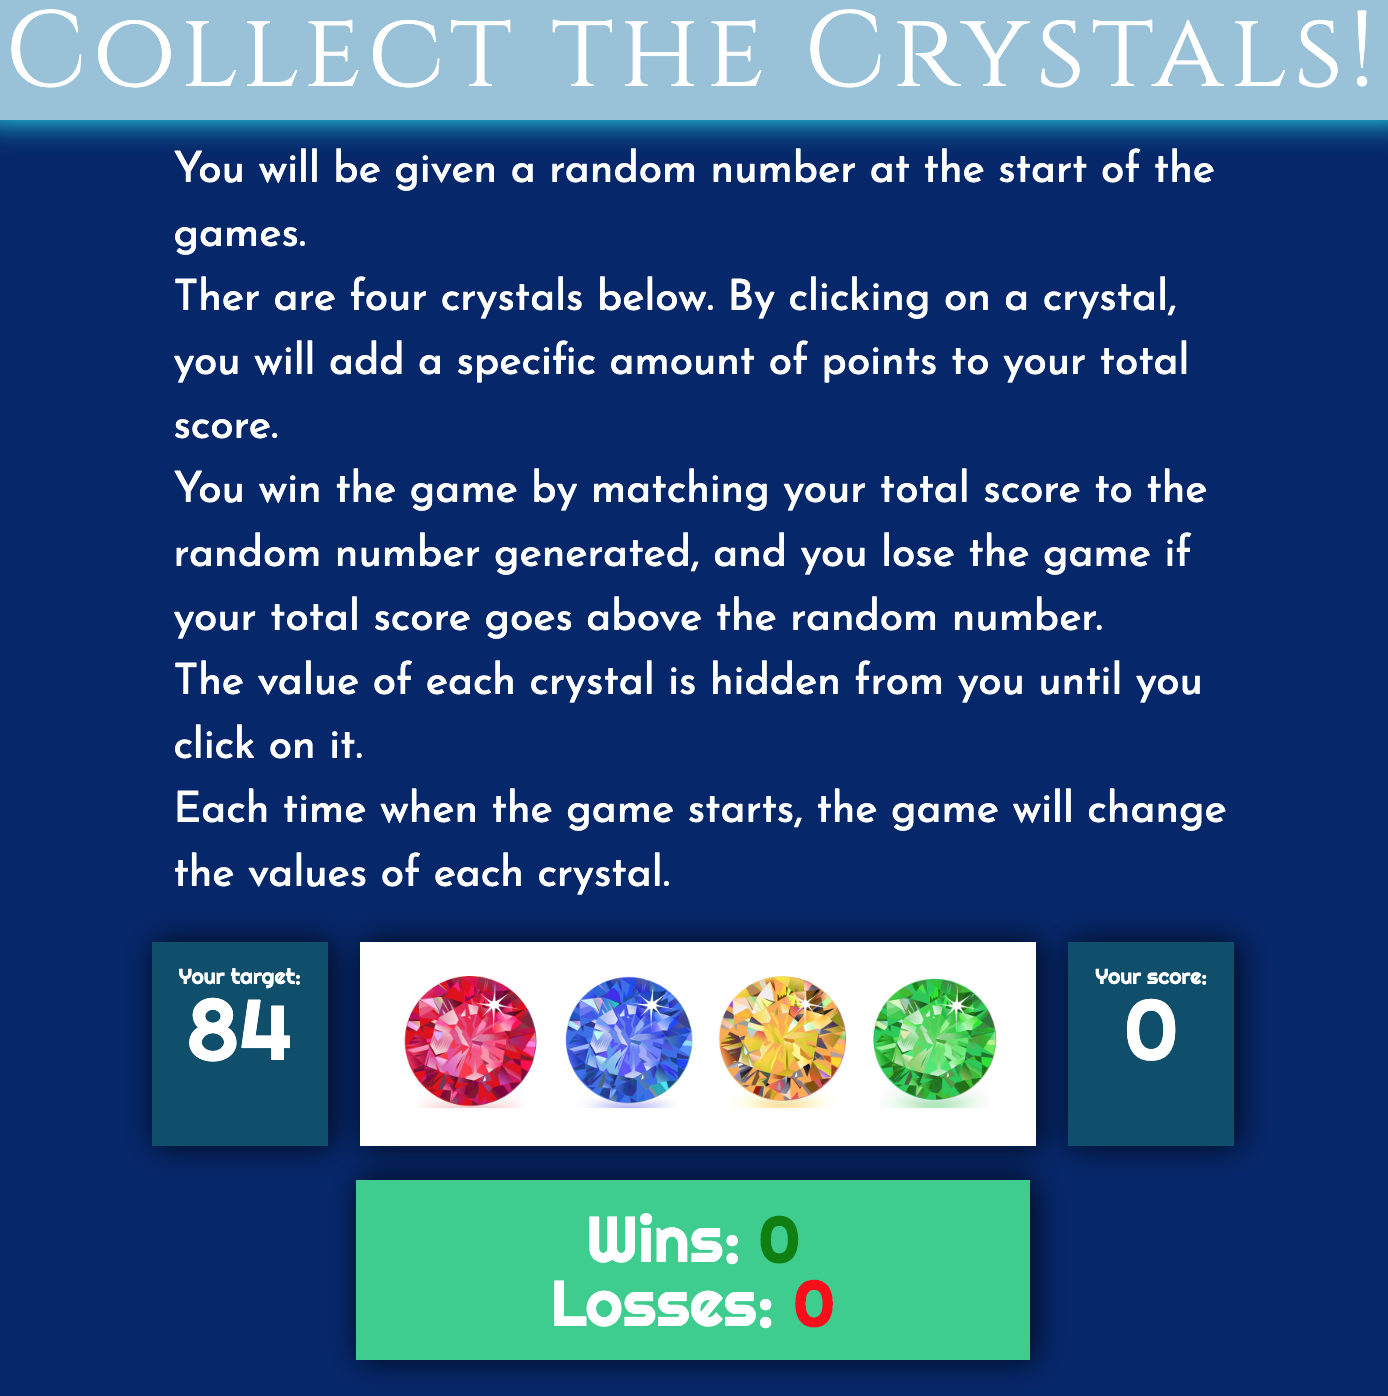 Collect the Crystals!
You will be given a random number at the start of the
games.
Ther are four crystals below. By clicking on a crystal,
you will add a specific amount of points to your total
score.
You win the game by matching your total score to the
random number generated, and you lose the game if
your total score goes above the random number.
The value of each crystal is hidden from you until you
click on it.
Each time when the game starts, the game will change
the values of each crystal.
Your target:
84
Your score:
0
Wins: 0
Losses: 0